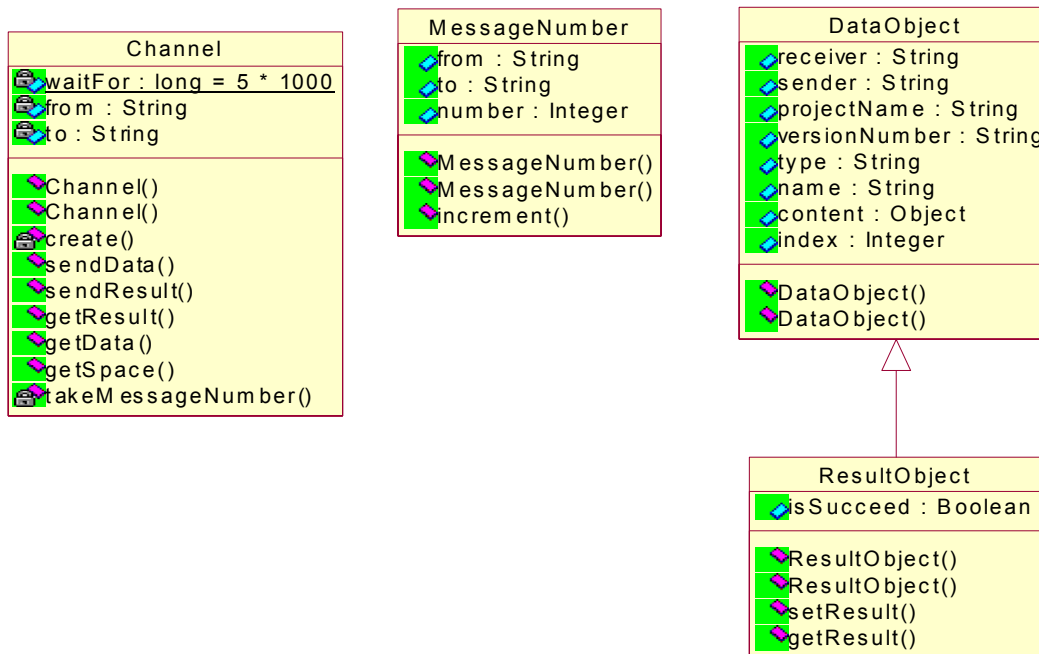 Channel
waitFor : long = 5 * 1000
from : String
to : String
Channel()
Channel()
create()
sendData()
sendResult()
getResult()
getData()
getSpace()
takeMessageNumber()
MessageNumber
from : String
to : String
number : Integer
MessageNumber()
MessageNumber()
increment()
DataObject
receiver : String
sender : String
projectName : String
versionNumber : String
type : String
name : String
content : Object
index : Integer
DataObject()
DataObject()
ResultObject
isSucceed : Boolean
ResultObject()
ResultObject()
setResult()
getResult()